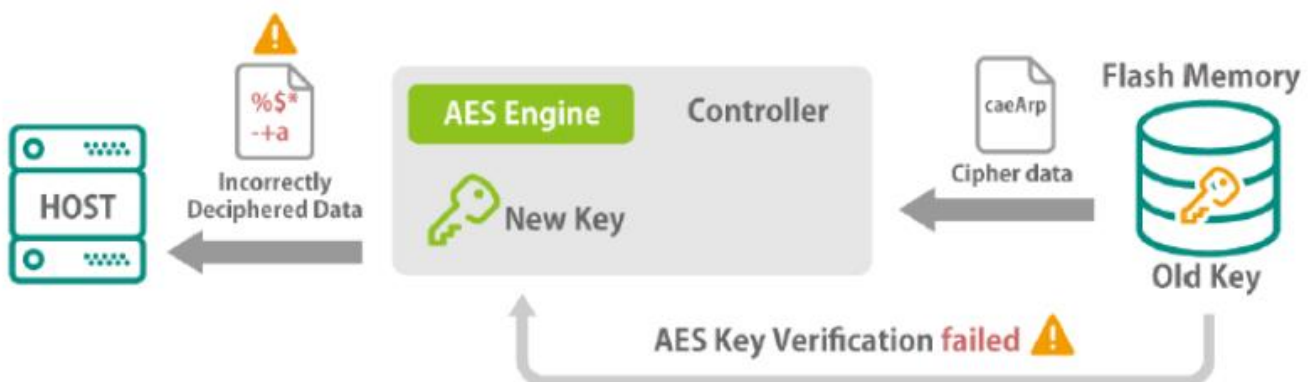 %$*
-+a
HOST
Incorrectly
Deciphered Data
AES Engine
Controller
New Key
caeArp
Cipher data
Flash Memory
Old Key
AES Key Verification failed